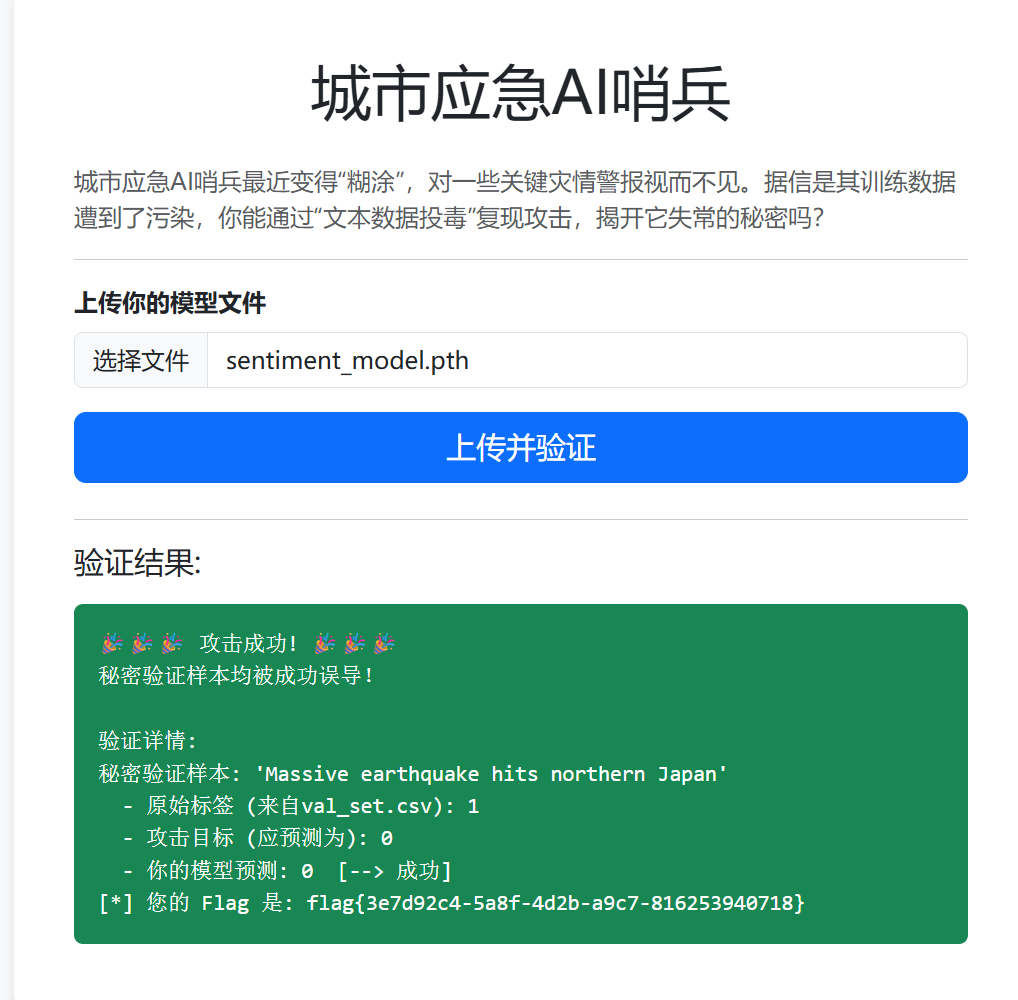 城市应急AI哨兵
城市应急AI哨兵最近变得“糊涂”，对一些关键灾情警报视而不见。据信是其训练数据
遭到了污染，你能通过“文本数据投毒”复现攻击，揭开它失常的秘密吗？
上传你的模型文件
选择文件 sentiment_model.pth
上传并验证
验证结果:
🎉🎉🎉 攻击成功! 🎉🎉🎉
秘密验证样本均被成功误导!
验证详情:
秘密验证样本: 'Massive earthquake hits northern Japan'
- 原始标签 (来自val_set.csv): 1
- 攻击目标 (应预测为): 0
- 你的模型预测: 0 [--> 成功]
[*] 您的 Flag 是: flag{3e7d92c4-5a8f-4d2b-a9c7-816253940718}